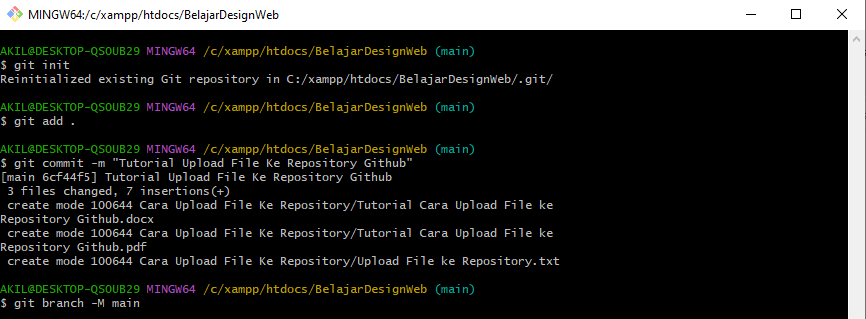 MINGW64:/c/xampp/htdocs/BelajarDesignWeb
AKIL@DESKTOP-QSOUB29 MINGW64 /c/xampp/htdocs/BelajarDesignWeb (main)
$ git init
Reinitialized existing Git repository in C:/xampp/htdocs/BelajarDesignWeb/.git/
AKIL@DESKTOP-QSOUB29 MINGW64 /c/xampp/htdocs/BelajarDesignWeb (main)
$ git add .
AKIL@DESKTOP-QSOUB29 MINGW64 /c/xampp/htdocs/BelajarDesignWeb (main)
$ git commit -m "Tutorial Upload File Ke Repository Github"
[main 6cf44f5] Tutorial Upload File Ke Repository Github
 3 files changed, 7 insertions(+)
 create mode 100644 Cara Upload File Ke Repository/Tutorial Cara Upload File ke
Repository Github.docx
 create mode 100644 Cara Upload File Ke Repository/Tutorial Cara Upload File ke
Repository Github.pdf
 create mode 100644 Cara Upload File Ke Repository/Upload File ke Repository.txt
AKIL@DESKTOP-QSOUB29 MINGW64 /c/xampp/htdocs/BelajarDesignWeb (main)
$ git branch -M main